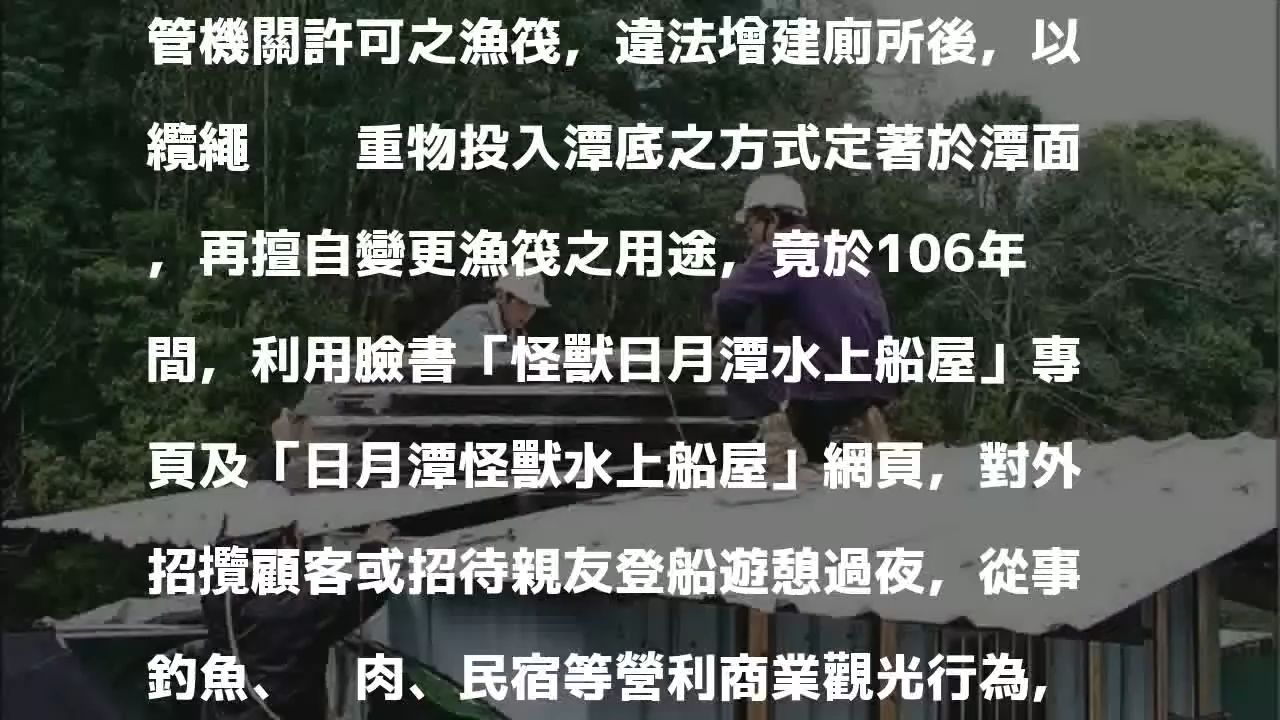 管機關許可之漁筏，違法增建廁所後，以
纜繩　　重物投入潭底之方式定著於潭面
，再擅自變更漁筏之用途，竟於106年
間，利用臉書「怪獸日月潭水上船屋」專
頁及「日月潭怪獸水上船屋」網頁，對外
招攬顧客或招待親友登船遊憩過夜，從事
釣魚、　肉、民宿等營利商業觀光行為，